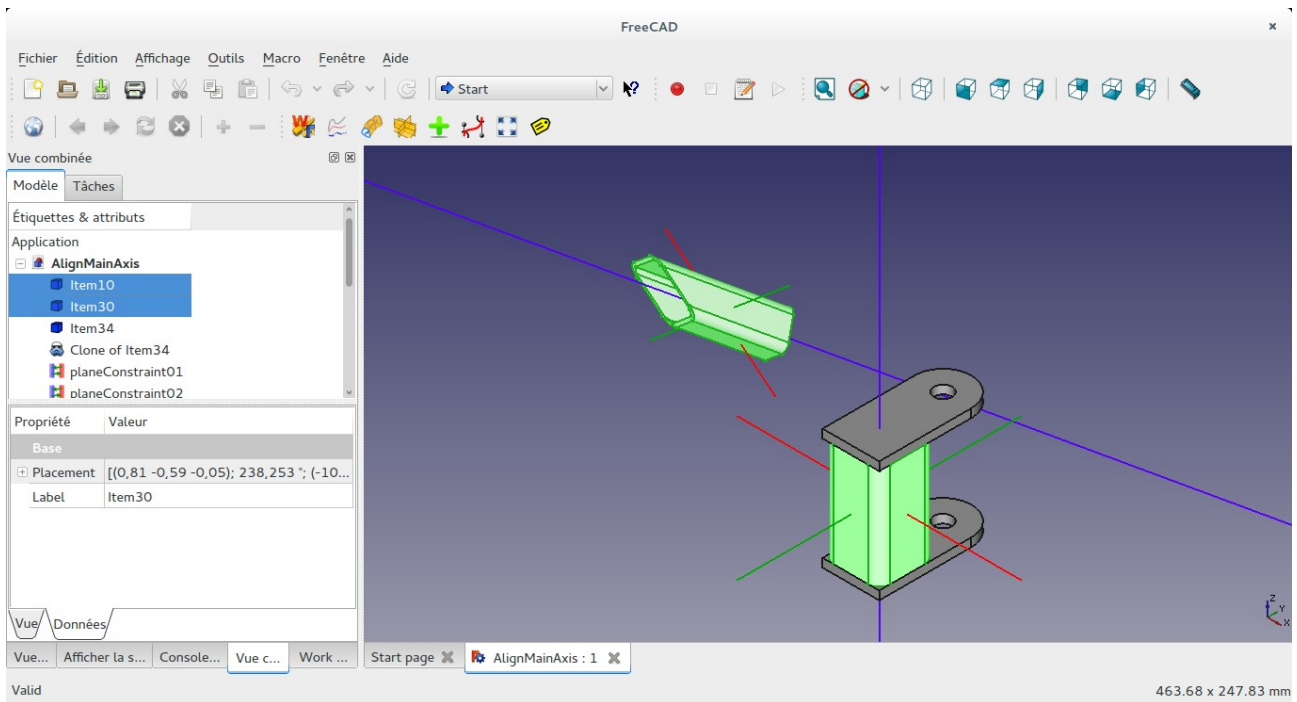 FreeCAD
Fichier Édition Affichage Outils Macro Fenêtre Aide
Start
Vue combinée
Modèle Tâches
Étiquettes & attributs
Application
AlignMainAxis
Item10
Item30
Item34
Clone of Item34
planeConstraint01
planeConstraint02
Propriété Valeur
Base
Placement [(0,81 -0,59 -0,05); 238,253 °; (-10...
Label Item30
Vue Données
Vue... Afficher la s... Console... Vue c... Work ... Start page AlignMainAxis : 1
Valid 463.68 x 247.83 mm
Z
Y
X